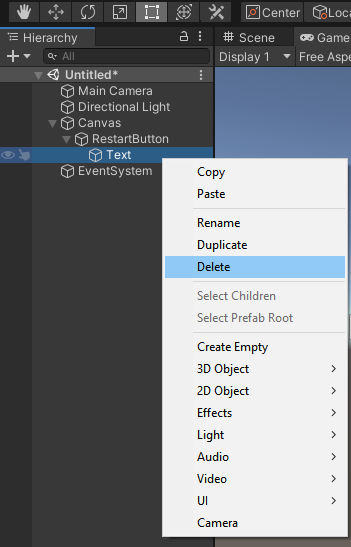 Center
Loca
Hierarchy
Scene
Game
All
Display 1
Free Aspe
Untitled*
Main Camera
Directional Light
Canvas
RestartButton
Text
EventSystem
Copy
Paste
Rename
Duplicate
Delete
Select Children
Select Prefab Root
Create Empty
3D Object
2D Object
Effects
Light
Audio
Video
UI
Camera